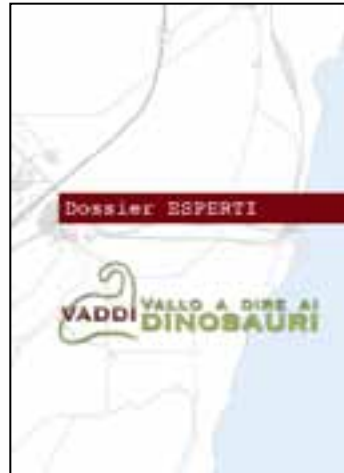 Dossier ESPERTI
VADDI
VALLO A DIRE AI
DINOSAURI